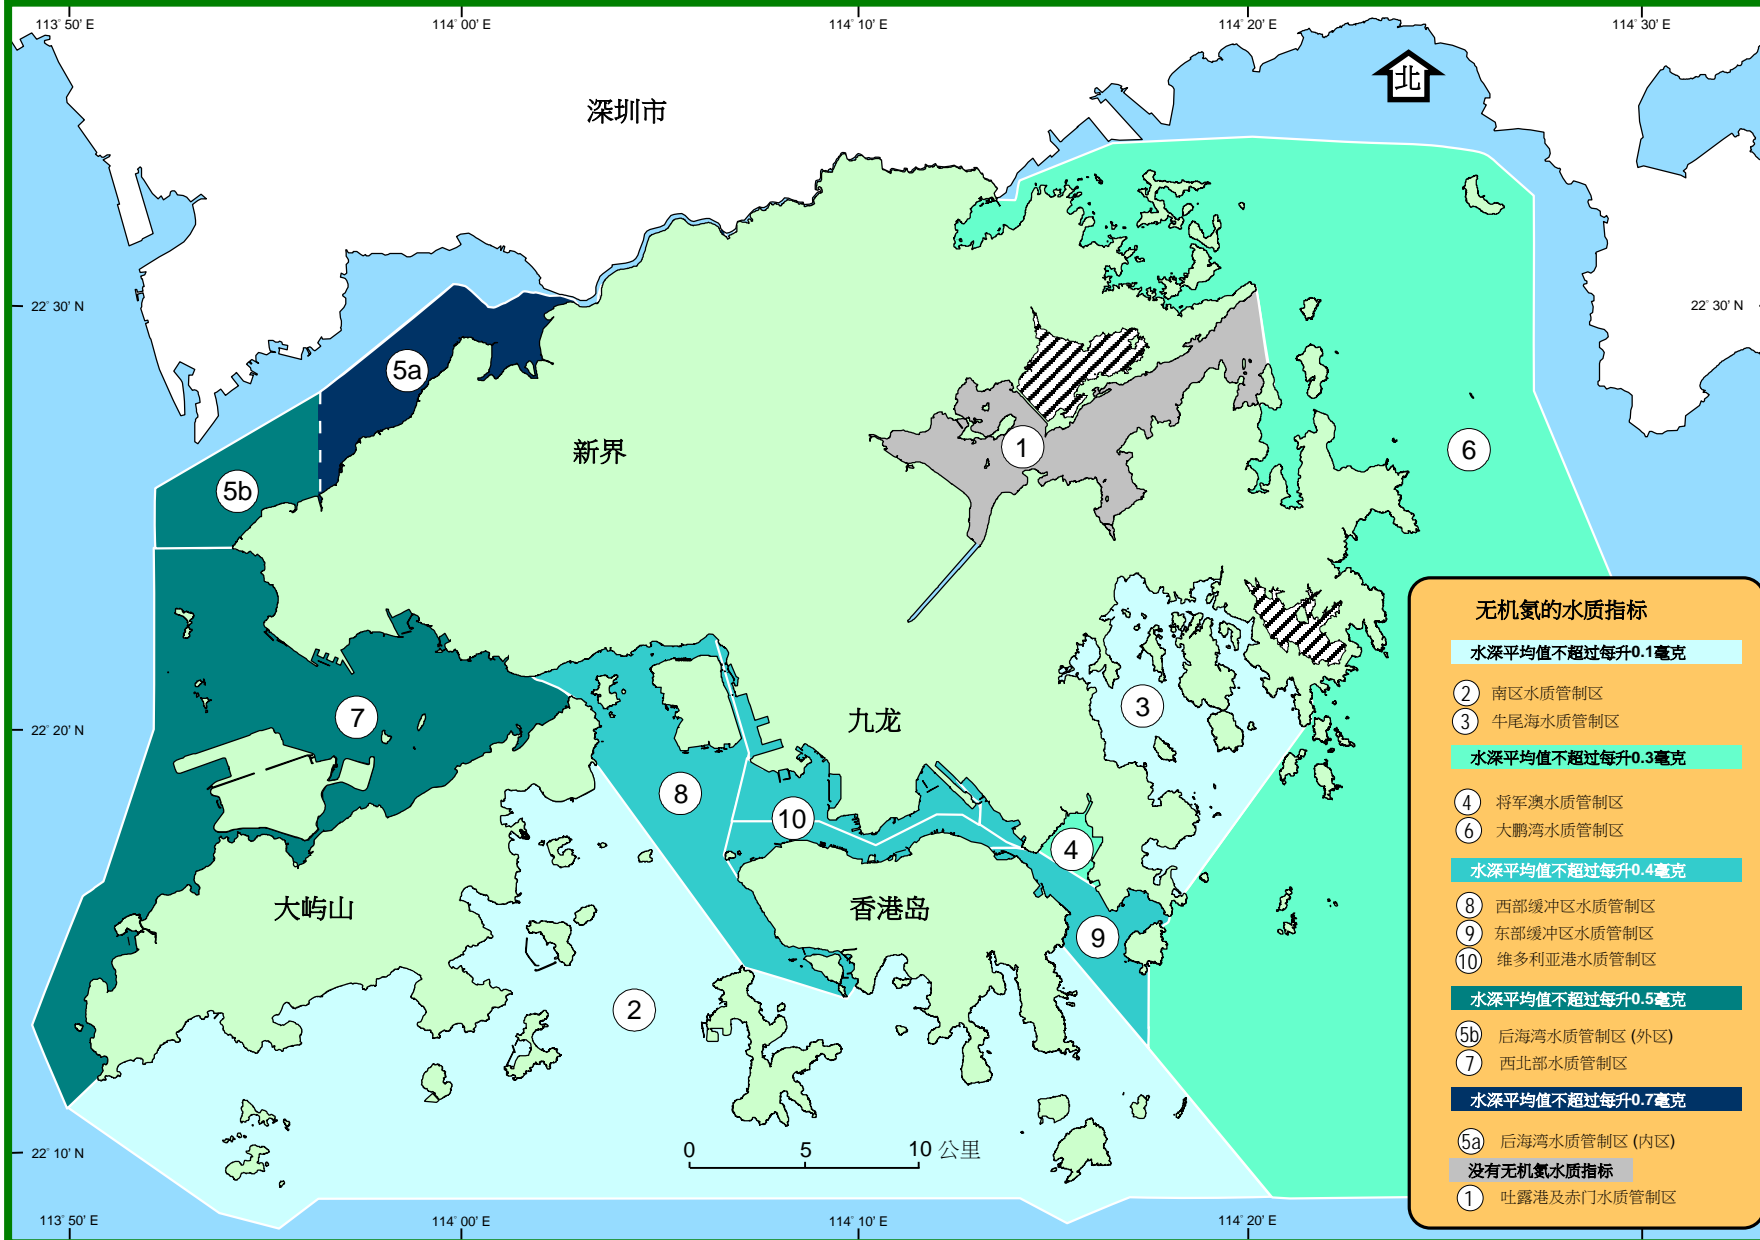 113° 50' E
114° 00' E
114° 10' E
114° 20' E
114° 30' E
北
深圳市
22° 30' N
22° 30' N
5a
新界
1
6
5b
3
22° 20' N
7
九龙
8
10
4
大屿山
香港岛
9
2
0 5 10 公里
22° 10' N
113° 50' E
114° 00' E
114° 10' E
114° 20' E
无机氮的水质指标
水深平均值不超过每升0.1毫克
2 南区水质管制区
3 牛尾海水质管制区
水深平均值不超过每升0.3毫克
4 将军澳水质管制区
6 大鹏湾水质管制区
水深平均值不超过每升0.4毫克
8 西部缓冲区水质管制区
9 东部缓冲区水质管制区
10 维多利亚港水质管制区
水深平均值不超过每升0.5毫克
5b 后海湾水质管制区 (外区)
7 西北部水质管制区
水深平均值不超过每升0.7毫克
5a 后海湾水质管制区 (内区)
没有无机氮水质指标
1 吐露港及赤门水质管制区